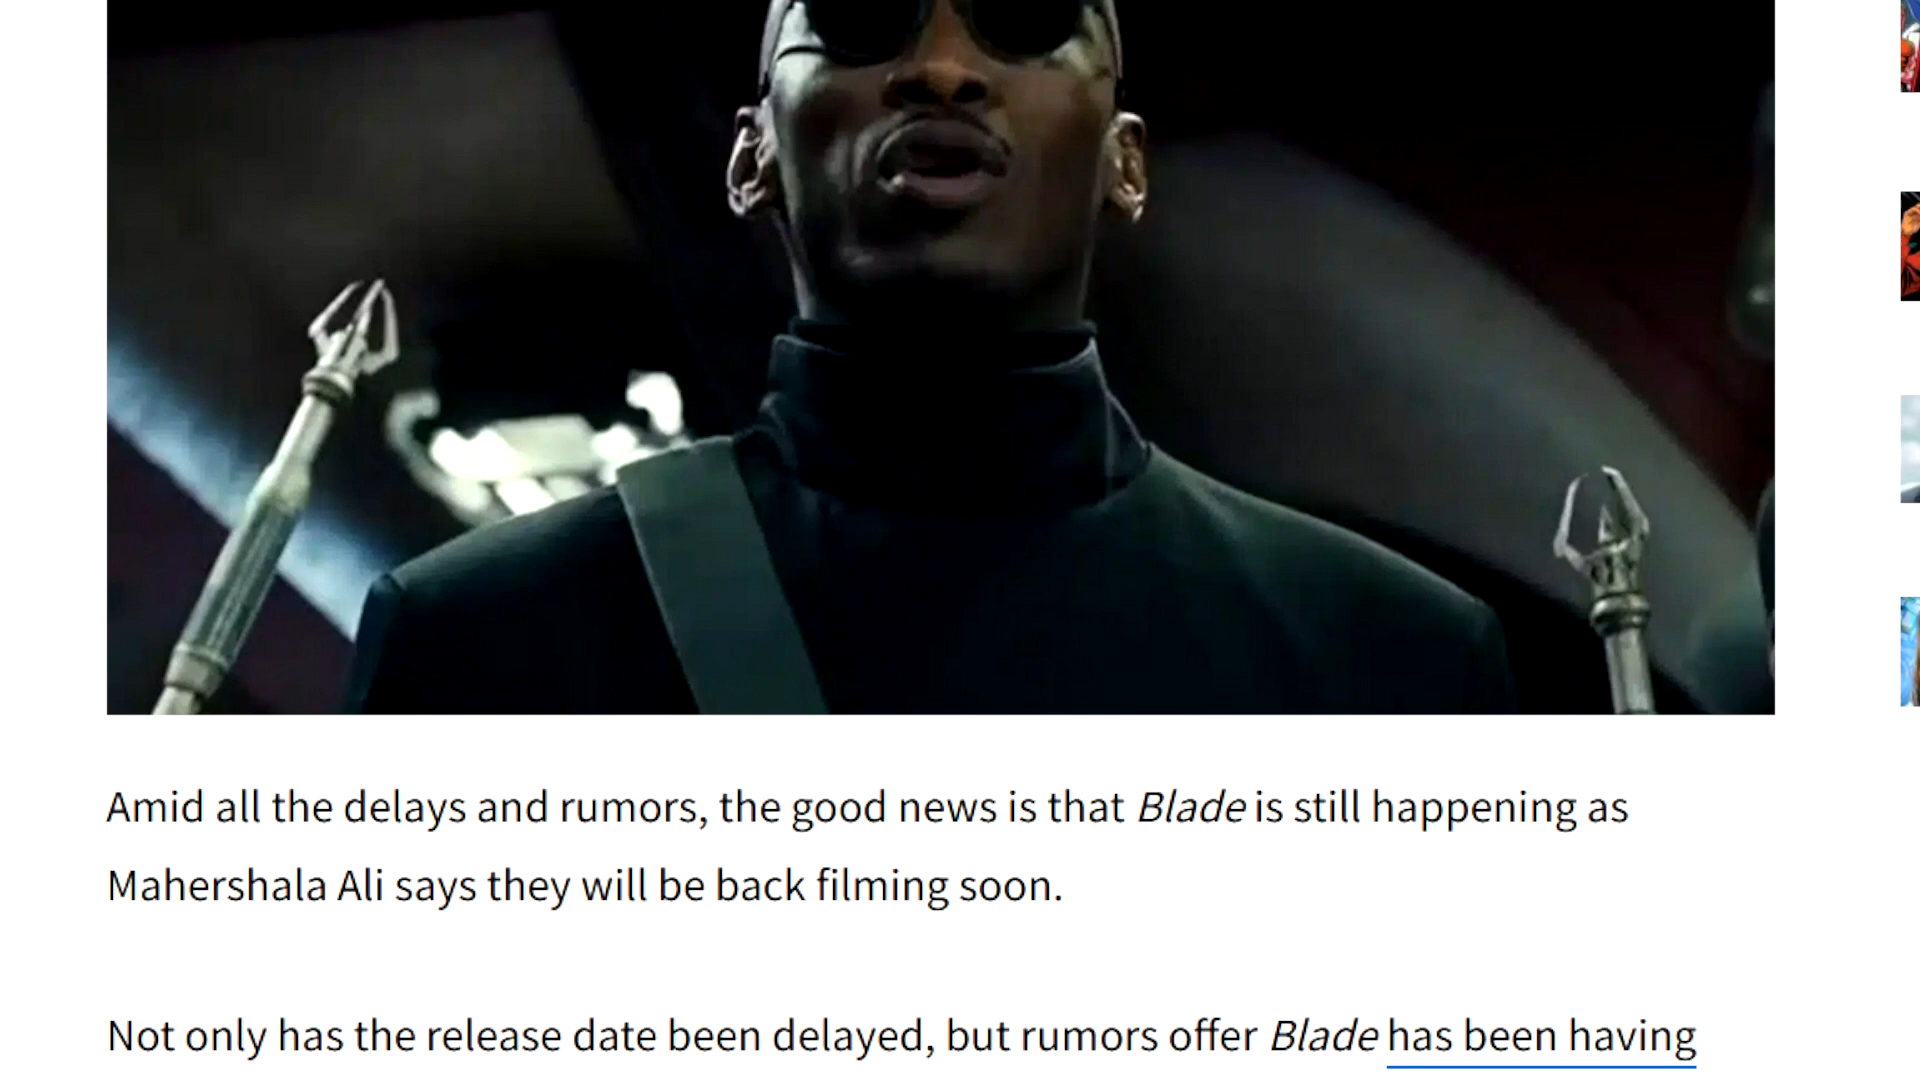 Amid all the delays and rumors, the good news is that Blade is still happening as
Mahershala Ali says they will be back filming soon.
Not only has the release date been delayed, but rumors offer Blade has been having